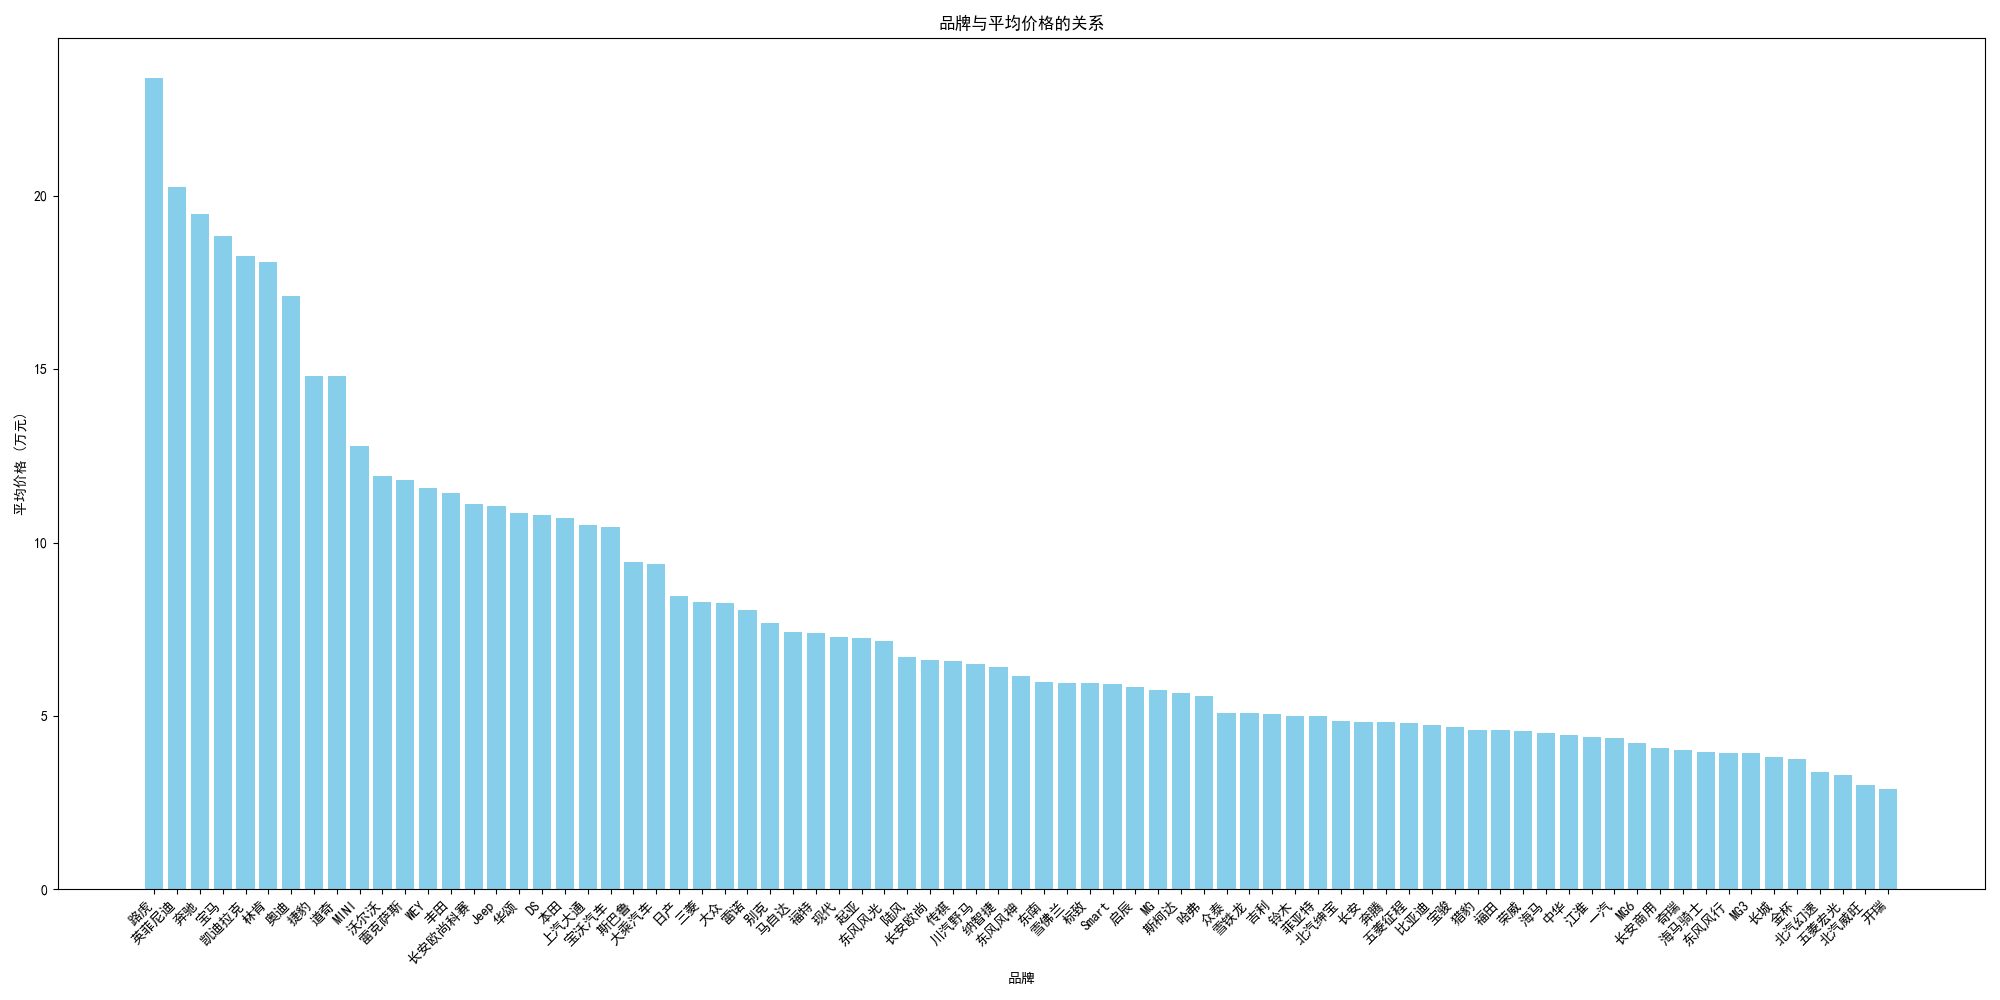 品牌与平均价格的关系
平均价格 (万元)
20
15
10
5
0
路虎
英菲尼迪
奔驰
宝马
凯迪拉克
林肯
奥迪
捷豹
道奇
MINI
沃尔沃
雷克萨斯
WEY
丰田
长安欧尚科赛
Jeep
华颂
DS
本田
上汽大通
宝沃汽车
斯巴鲁
大乘汽车
日产
三菱
大众
雷诺
别克
马自达
福特
现代
起亚
东风风光
陆风
长安欧尚
传祺
川汽野马
纳智捷
东风风神
东南
雪佛兰
标致
Smart
启辰
MG
斯柯达
哈弗
众泰
雪铁龙
吉利
铃木
菲亚特
北汽绅宝
长安
奔腾
五菱征程
比亚迪
宝骏
猎豹
福田
荣威
海马
中华
江淮
一汽
MG6
长安商用
奇瑞
海马骑士
东风风行
MG3
长城
金杯
北汽幻速
五菱宏光
北汽威旺
开瑞
品牌